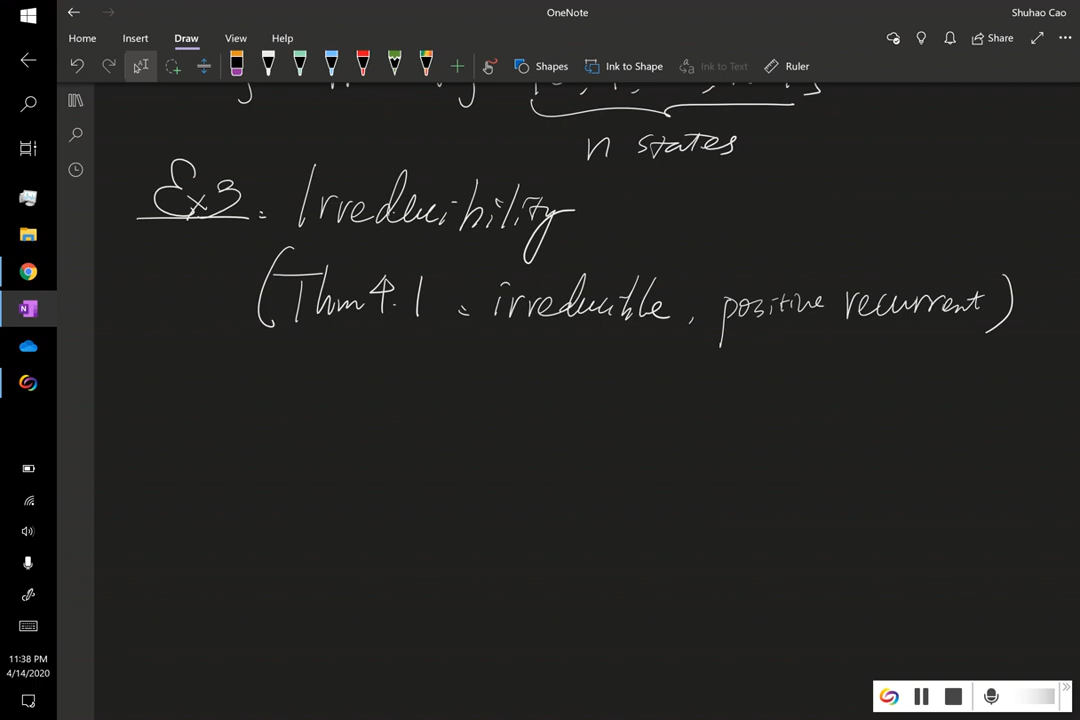 OneNote
Shuhao Cao
Home Insert Draw View Help
Share
Shapes
Ink to Shape
Ink to Text
Ruler
n states
Ex3: Irreducibility
(Thm 4.1: irreducible, positive recurrent)
11:38 PM
4/14/2020